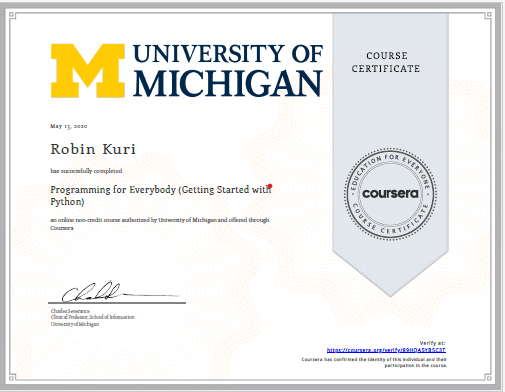 UNIVERSITY OF
MICHIGAN
COURSE
CERTIFICATE
May 13, 2020
Robin Kuri
has successfully completed
Programming for Everybody (Getting Started with
Python)
an online non-credit course authorized by University of Michigan and offered through
Coursera
EDUCATION FOR EVERYONE
coursera
COURSE CERTIFICATE
Charles Severance
Clinical Professor, School of Information
University of Michigan
Verify at:
https://coursera.org/verify/89HQA5YBSC3T
Coursera has confirmed the identity of this individual and their
participation in the course.